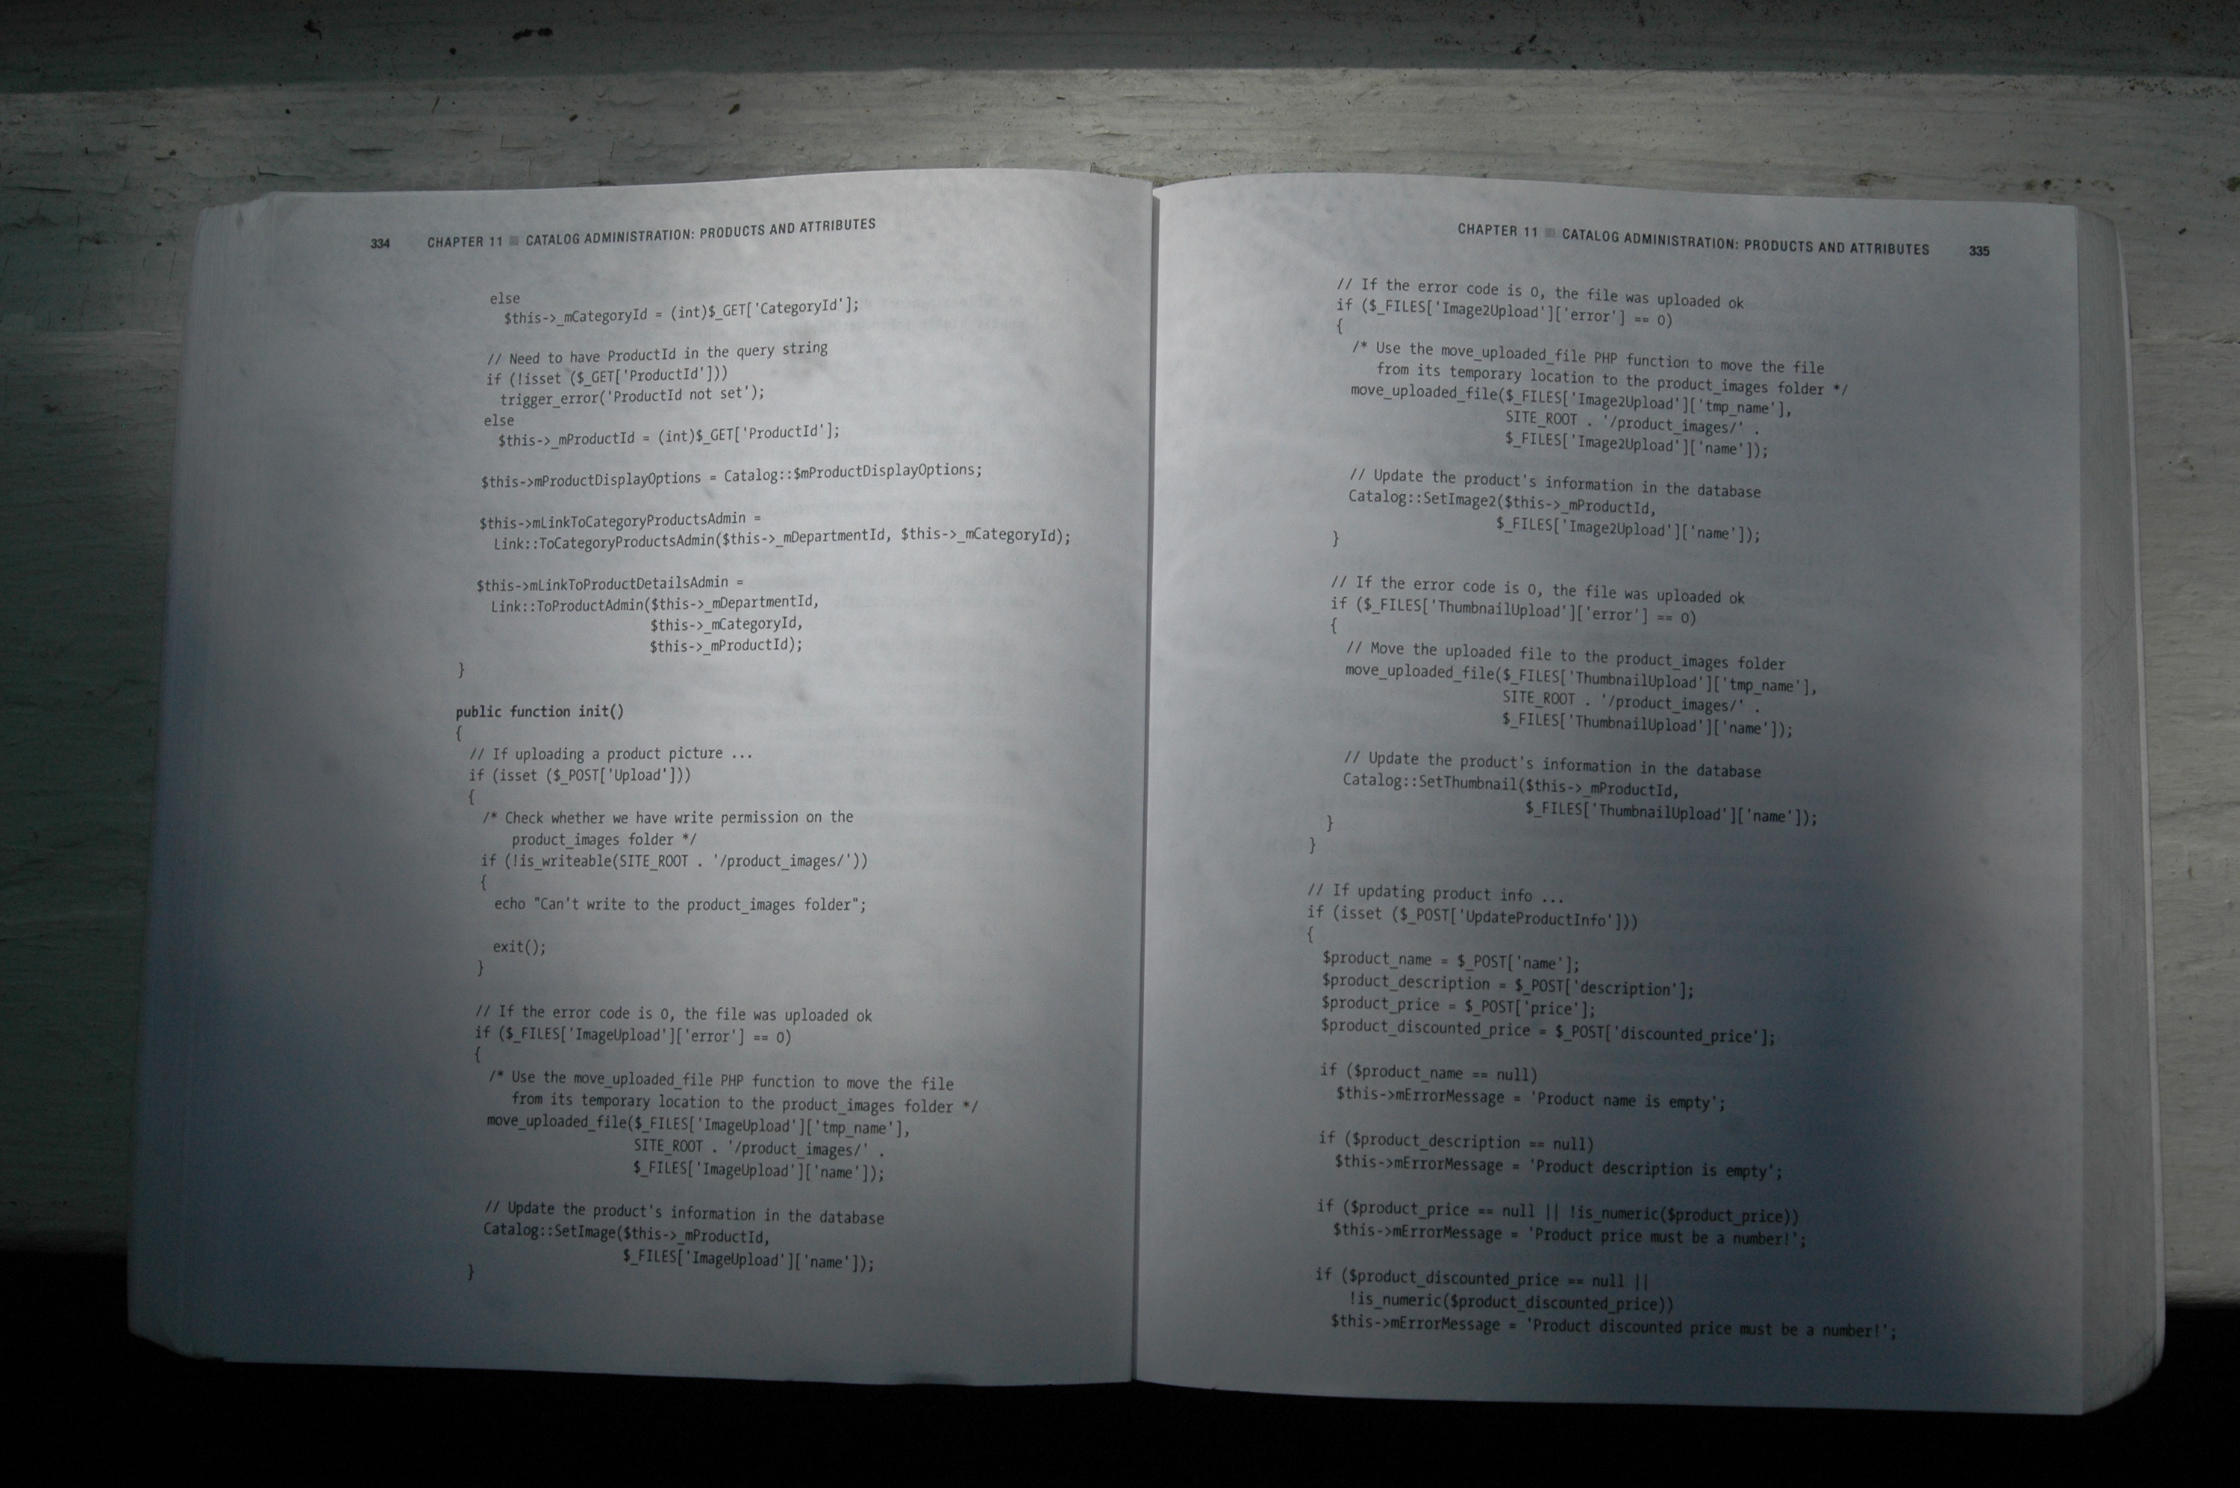 334 CHAPTER 11 ■ CATALOG ADMINISTRATION: PRODUCTS AND ATTRIBUTES
else
$this->_mCategoryId = (int)$_GET['CategoryId'];
// Need to have ProductId in the query string
if (!isset ($_GET['ProductId']))
trigger_error('ProductId not set');
else
$this->_mProductId = (int)$_GET['ProductId'];
$this->mProductDisplayOptions = Catalog::$mProductDisplayOptions;
$this->mLinkToCategoryProductsAdmin =
Link::ToCategoryProductsAdmin($this->_mDepartmentId, $this->_mCategoryId);
$this->mLinkToProductDetailsAdmin =
Link::ToProductAdmin($this->_mDepartmentId,
$this->_mCategoryId,
$this->_mProductId);
}
public function init()
{
// If uploading a product picture ...
if (isset ($_POST['Upload']))
{
/* Check whether we have write permission on the
product_images folder */
if (!is_writeable(SITE_ROOT . '/product_images/'))
{
echo "Can't write to the product_images folder";
exit();
}
// If the error code is 0, the file was uploaded ok
if ($_FILES['ImageUpload']['error'] == 0)
{
/* Use the move_uploaded_file PHP function to move the file
from its temporary location to the product_images folder */
move_uploaded_file($_FILES['ImageUpload']['tmp_name'],
SITE_ROOT . '/product_images/' .
$_FILES['ImageUpload']['name']);
// Update the product's information in the database
Catalog::SetImage($this->_mProductId,
$_FILES['ImageUpload']['name']);
}
CHAPTER 11 ■ CATALOG ADMINISTRATION: PRODUCTS AND ATTRIBUTES 335
// If the error code is 0, the file was uploaded ok
if ($_FILES['Image2Upload']['error'] == 0)
{
/* Use the move_uploaded_file PHP function to move the file
from its temporary location to the product_images folder */
move_uploaded_file($_FILES['Image2Upload']['tmp_name'],
SITE_ROOT . '/product_images/' .
$_FILES['Image2Upload']['name']);
// Update the product's information in the database
Catalog::SetImage2($this->_mProductId,
$_FILES['Image2Upload']['name']);
}
// If the error code is 0, the file was uploaded ok
if ($_FILES['ThumbnailUpload']['error'] == 0)
{
// Move the uploaded file to the product_images folder
move_uploaded_file($_FILES['ThumbnailUpload']['tmp_name'],
SITE_ROOT . '/product_images/' .
$_FILES['ThumbnailUpload']['name']);
// Update the product's information in the database
Catalog::SetThumbnail($this->_mProductId,
$_FILES['ThumbnailUpload']['name']);
}
}
// If updating product info ...
if (isset ($_POST['UpdateProductInfo']))
{
$product_name = $_POST['name'];
$product_description = $_POST['description'];
$product_price = $_POST['price'];
$product_discounted_price = $_POST['discounted_price'];
if ($product_name == null)
$this->mErrorMessage = 'Product name is empty';
if ($product_description == null)
$this->mErrorMessage = 'Product description is empty';
if ($product_price == null || !is_numeric($product_price))
$this->mErrorMessage = 'Product price must be a number!';
if ($product_discounted_price == null ||
!is_numeric($product_discounted_price))
$this->mErrorMessage = 'Product discounted price must be a number!';